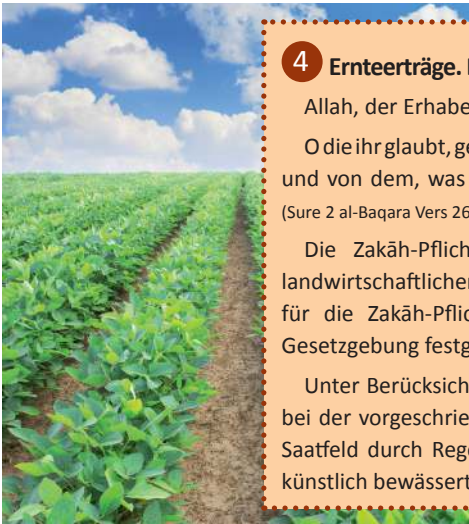 4 Ernteerträge.
Allah, der Erhabe
O die ihr glaubt, ge
und von dem, was
(Sure 2 al-Baqara Vers 26
Die Zakāh-Pflich
landwirtschaftlicher
für die Zakāh-Pflic
Gesetzgebung festg
Unter Berücksich
bei der vorgeschrie
Saatfeld durch Rege
künstlich bewässert